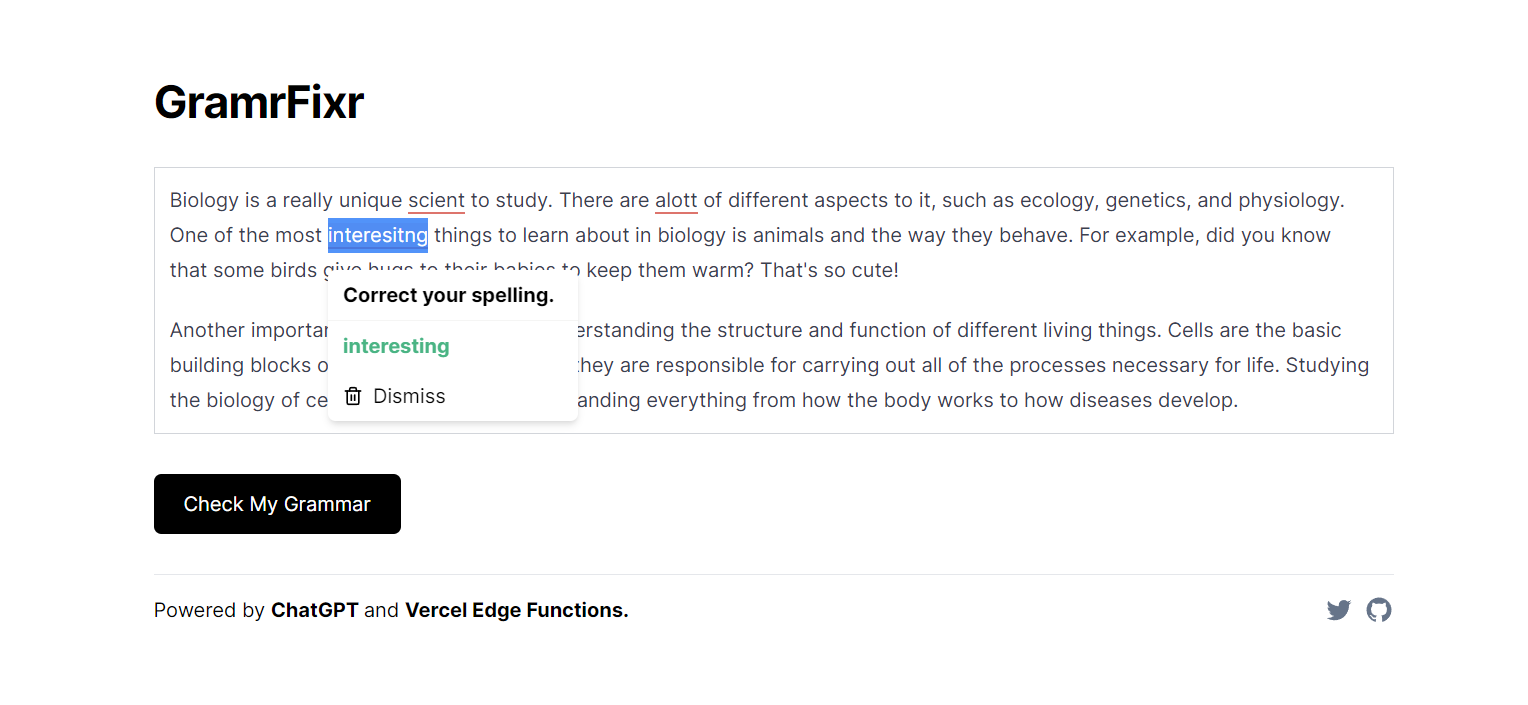 GramrFixr
Biology is a really unique scient to study. There are alott of different aspects to it, such as ecology, genetics, and physiology.
One of the most interesitng things to learn about in biology is animals and the way they behave. For example, did you know
that some birds give hugs to their babies to keep them warm? That's so cute!
Correct your spelling.
Another erstanding the structure and function of different living things. Cells are the basic
interesting
building blocks they are responsible for carrying out all of the processes necessary for life. Studying
Dismiss
the biology of anding everything from how the body works to how diseases develop.
Check My Grammar
Powered by ChatGPT and Vercel Edge Functions.